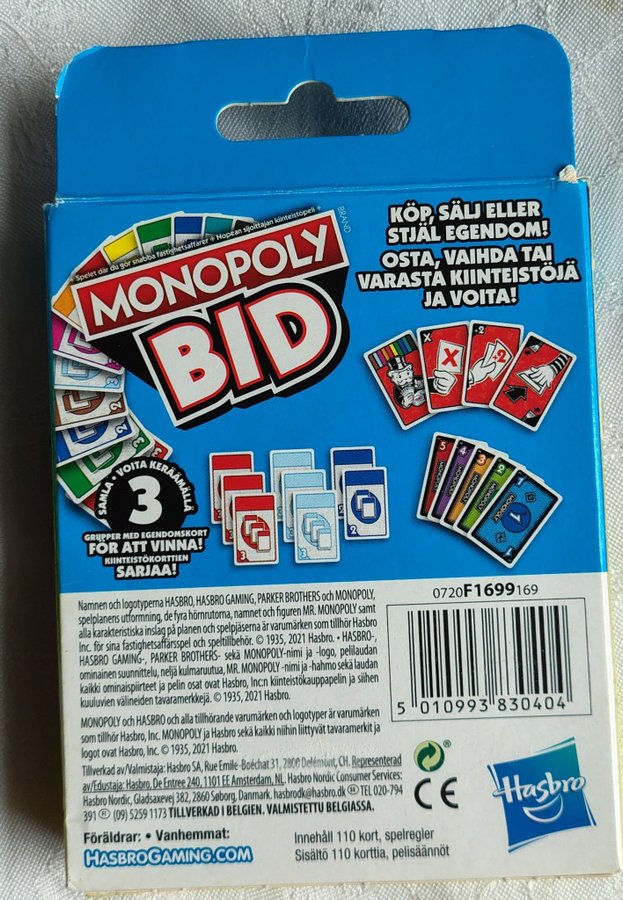 • Spelet där du gör snabba fastighetsaffärer • Nopean sijoittajan kiinteistöpeli •
BRAND
MONOPOLY
BID
KÖP, SÄLJ ELLER
STJÄL EGENDOM!
OSTA, VAIHDA TAI
VARASTA KIINTEISTÖJÄ
JA VOITA!
SAMLA • VOITA KERÄÄMÄLLÄ
3
GRUPPER MED EGENDOMSKORT
FÖR ATT VINNA!
KIINTEISTÖKORTTIEN
SARJAA!
Namnen och logotyperna HASBRO, HASBRO GAMING, PARKER BROTHERS och MONOPOLY,
spelplanens utformning, de fyra hörnrutorna, namnet och figuren MR. MONOPOLY samt
alla karakteristiska inslag på planen och spelpjäserna är varumärken som tillhör Hasbro
Inc. för sina fastighetsaffärsspel och speltillbehör. © 1935, 2021 Hasbro. • HASBRO-,
HASBRO GAMING-, PARKER BROTHERS- sekä MONOPOLY-nimi ja -logo, pelilaudan
ominainen suunnittelu, neljä kulmaruutua, MR. MONOPOLY -nimi ja -hahmo sekä laudan
kaikki ominaispiirteet ja pelin osat ovat Hasbro, Inc:n kiinteistökauppapelin ja siihen
kuuluvien välineiden tavaramerkkejä. © 1935, 2021 Hasbro.
MONOPOLY och HASBRO och alla tillhörande varumärken och logotyper är varumärken
som tillhör Hasbro, Inc. MONOPOLY ja Hasbro sekä kaikki niihin liittyvät tavaramerkit ja
logot ovat Hasbro, Inc. © 1935, 2021 Hasbro.
Tillverkad av/Valmistaja: Hasbro SA, Rue Emile-Boéchat 31, 2800 Delémont, CH. Representerad
av/Edustaja: Hasbro, De Entree 240, 1101 EE Amsterdam, NL. Hasbro Nordic Consumer Services:
Hasbro Nordic, Gladsaxevej 382, 2860 Søborg, Danmark. hasbrodk@hasbro.dk ☎ TEL 020-794
391 ☎ (09) 5259 1173 TILLVERKAD I BELGIEN. VALMISTETTU BELGIASSA.
Föräldrar: • Vanhemmat:
HASBROGAMING.COM
Innehåll 110 kort, spelregler
Sisältö 110 korttia, pelisäännöt
0720F1699169
5 010993 830404
CE
Hasbro